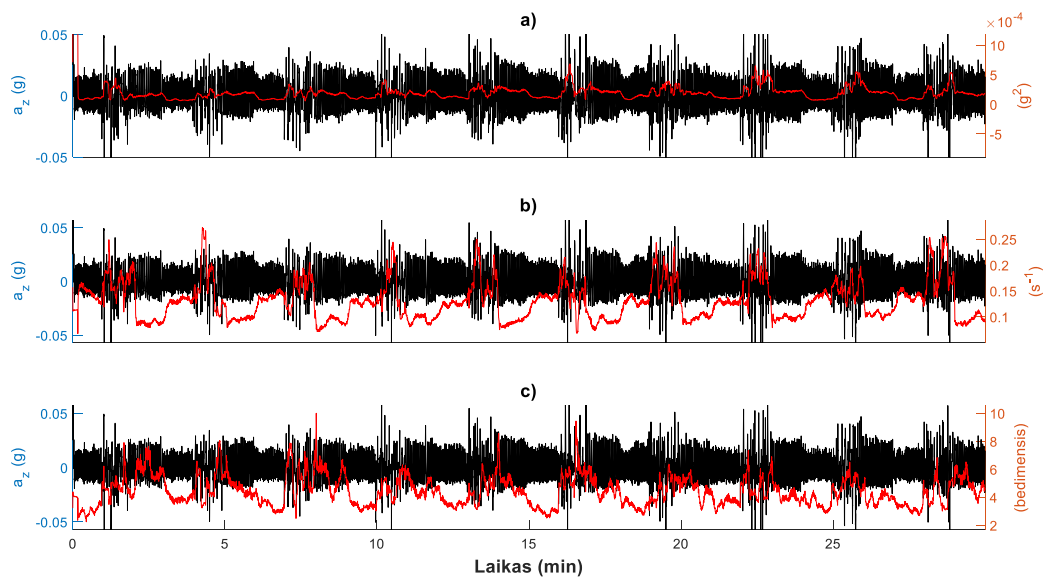 a)
×10⁻⁴
0.05
0
-0.05
a_z (g)
10
5
0
-5
(g²)
b)
0.05
0
-0.05
a_z (g)
0.25
0.2
0.15
0.1
(s⁻¹)
c)
0.05
0
-0.05
a_z (g)
10
8
6
4
2
(bedimensis)
0
5
10
15
20
25
Laikas (min)